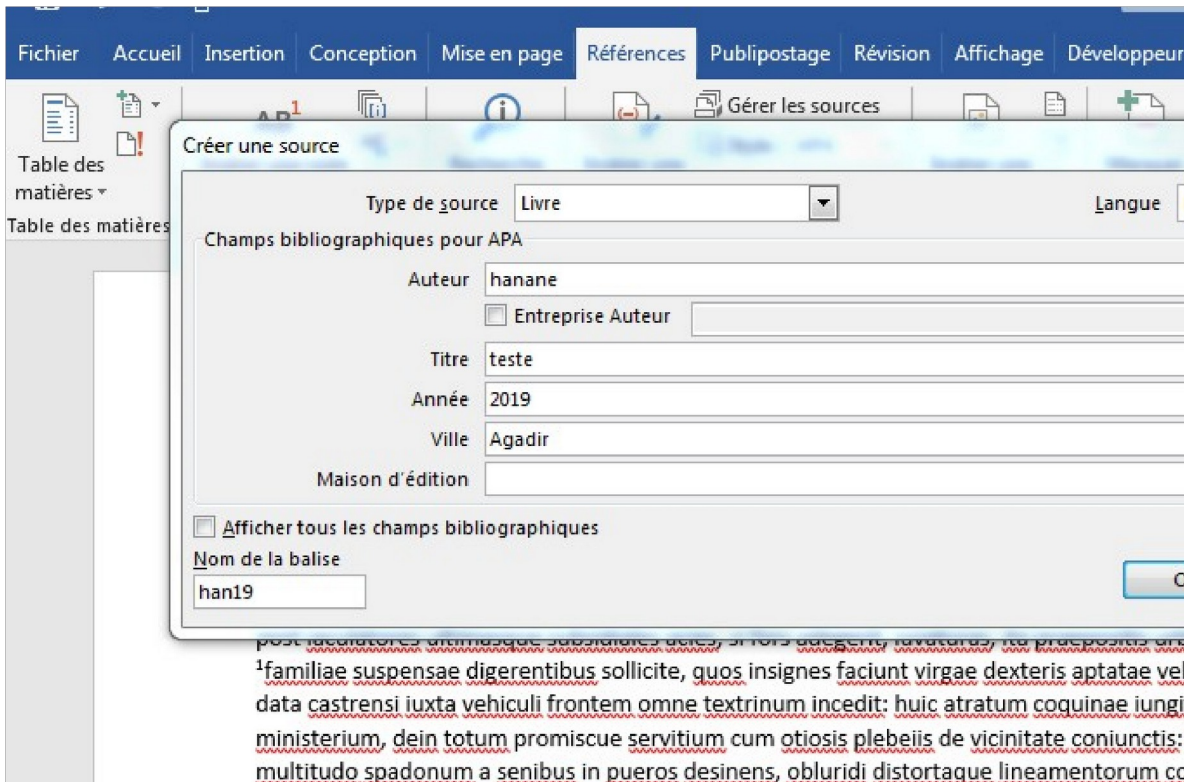 Fichier Accueil Insertion Conception Mise en page Références Publipostage Révision Affichage Développeur
Gérer les sources
Table des
matières
Table des matières
Créer une source
Type de source Livre Langue
Champs bibliographiques pour APA
Auteur hanane
Entreprise Auteur
Titre teste
Année 2019
Ville Agadir
Maison d'édition
Afficher tous les champs bibliographiques
Nom de la balise
han19
¹familiae suspensae digerentibus sollicite, quos insignes faciunt virgae dexteris aptatae vel
data castrensi iuxta vehiculi frontem omne textrinum incedit: huic atratum coquinae iungi
ministerium, dein totum promiscue servitium cum otiosis plebeiis de vicinitate coniunctis:
multitudo spadonum a senibus in pueros desinens, obluridi distortaque lineamentorum co